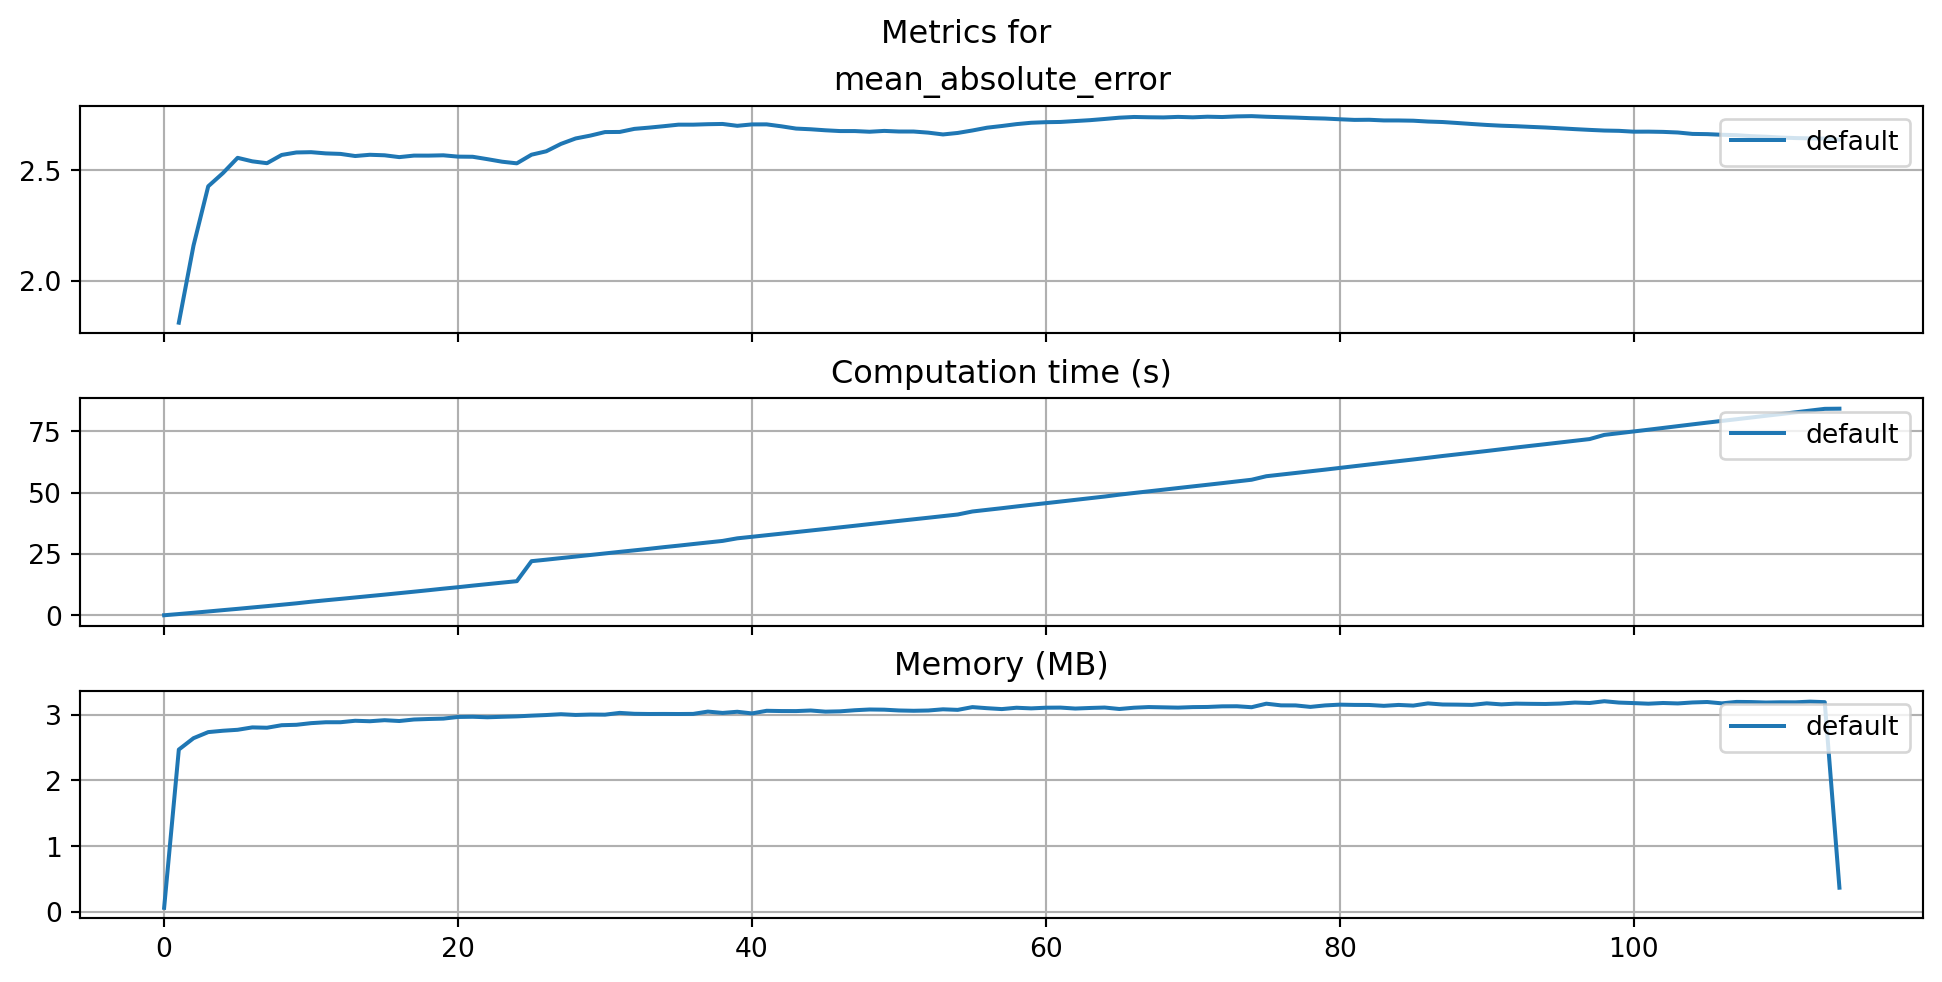 Metrics for
mean_absolute_error
2.5
2.0
default
Computation time (s)
75
50
25
0
default
Memory (MB)
3
2
1
0
default
0 20 40 60 80 100